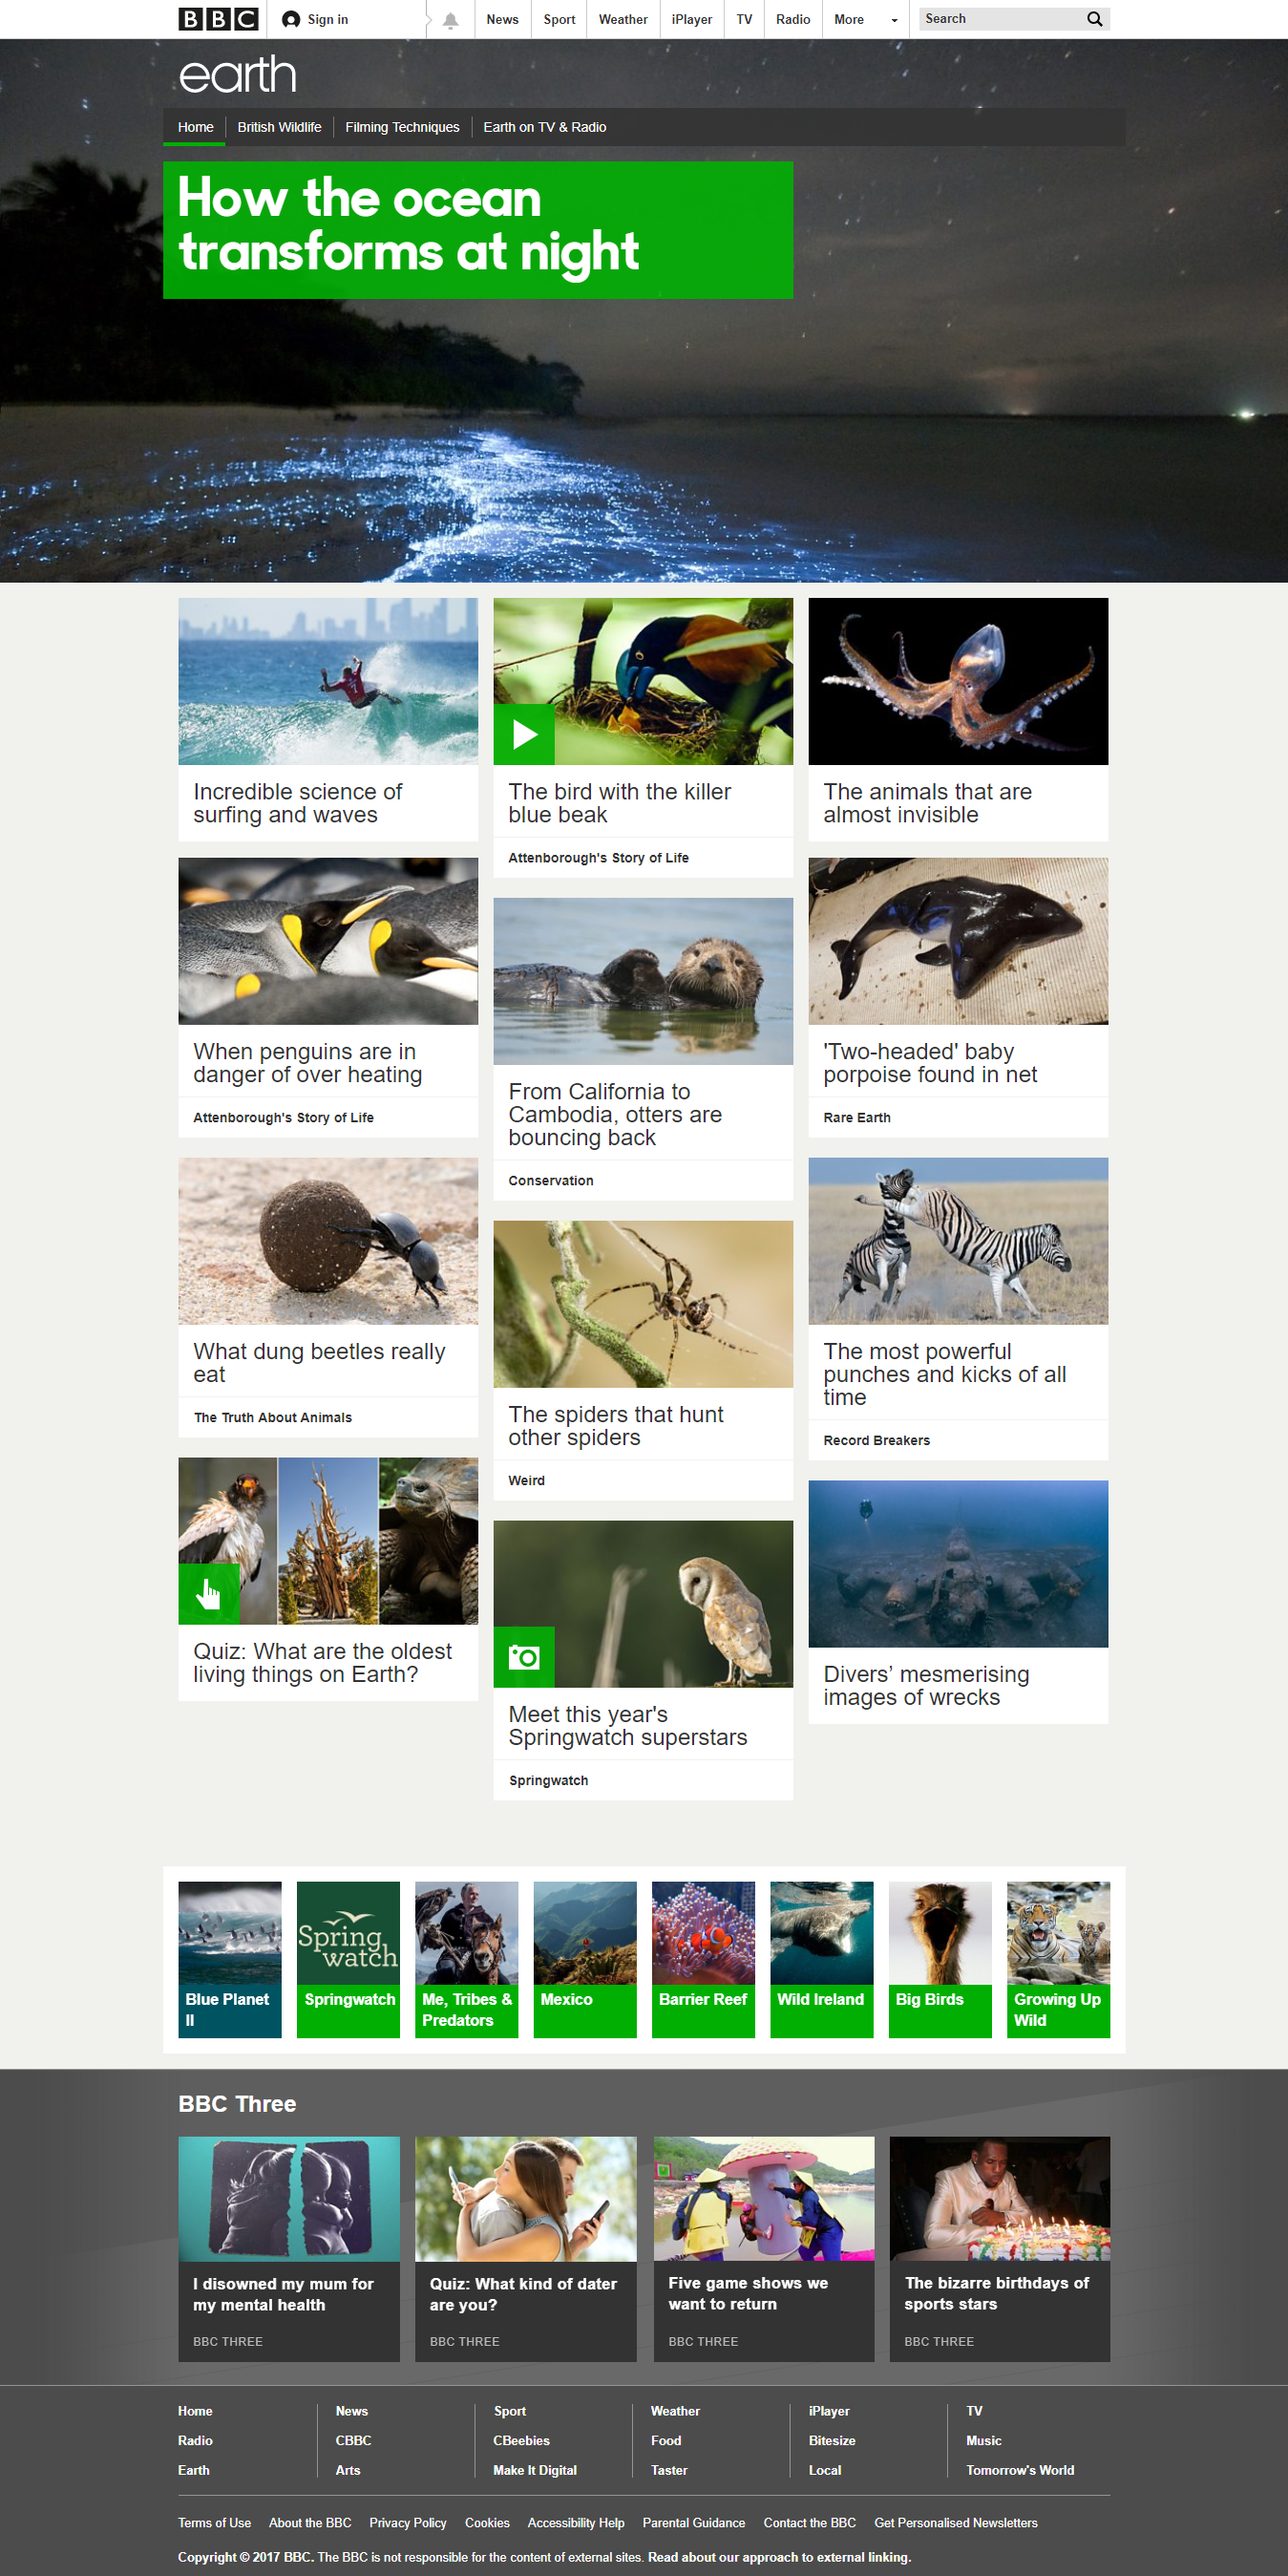 BBC
Sign in
News
Sport
Weather
iPlayer
TV
Radio
More
Search
earth
Home
British Wildlife
Filming Techniques
Earth on TV & Radio
How the ocean
transforms at night
Incredible science of
surfing and waves
The bird with the killer
blue beak
Attenborough's Story of Life
The animals that are
almost invisible
When penguins are in
danger of over heating
Attenborough's Story of Life
From California to
Cambodia, otters are
bouncing back
Conservation
'Two-headed' baby
porpoise found in net
Rare Earth
What dung beetles really
eat
The Truth About Animals
The spiders that hunt
other spiders
Weird
The most powerful
punches and kicks of all
time
Record Breakers
Quiz: What are the oldest
living things on Earth?
Meet this year's
Springwatch superstars
Springwatch
Divers’ mesmerising
images of wrecks
Spring
watch
Blue Planet
II
Springwatch
Me, Tribes &
Predators
Mexico
Barrier Reef
Wild Ireland
Big Birds
Growing Up
Wild
BBC Three
I disowned my mum for
my mental health
BBC THREE
Quiz: What kind of dater
are you?
BBC THREE
Five game shows we
want to return
BBC THREE
The bizarre birthdays of
sports stars
BBC THREE
Home
News
Sport
Weather
iPlayer
TV
Radio
CBBC
CBeebies
Food
Bitesize
Music
Earth
Arts
Make It Digital
Taster
Local
Tomorrow's World
Terms of Use
About the BBC
Privacy Policy
Cookies
Accessibility Help
Parental Guidance
Contact the BBC
Get Personalised Newsletters
Copyright © 2017 BBC. The BBC is not responsible for the content of external sites. Read about our approach to external linking.